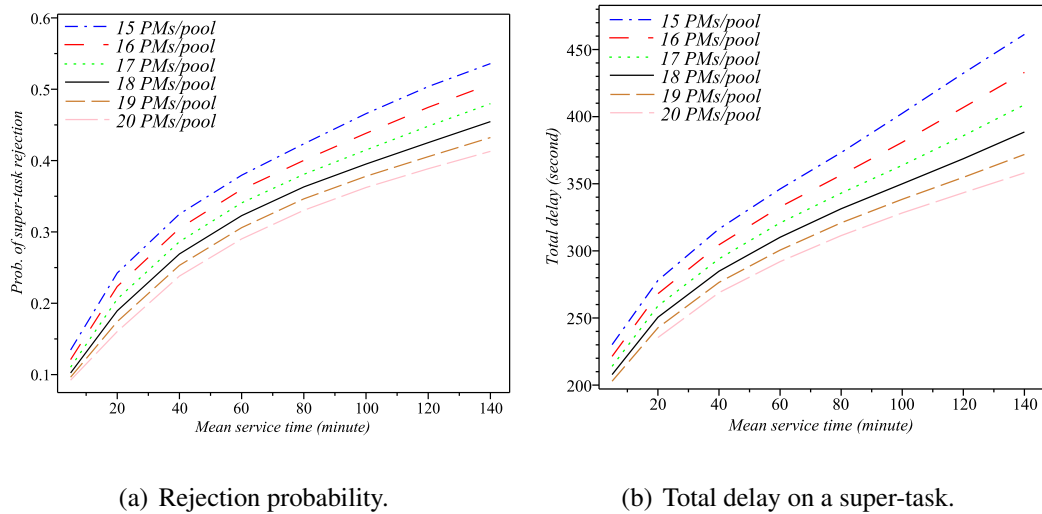 0.6
0.5
0.4
0.3
0.2
0.1
Prob. of super-task rejection
15 PMs/pool
16 PMs/pool
17 PMs/pool
18 PMs/pool
19 PMs/pool
20 PMs/pool
20 40 60 80 100 120 140
Mean service time (minute)
(a) Rejection probability.
450
400
350
300
250
200
Total delay (second)
15 PMs/pool
16 PMs/pool
17 PMs/pool
18 PMs/pool
19 PMs/pool
20 PMs/pool
20 40 60 80 100 120 140
Mean service time (minute)
(b) Total delay on a super-task.